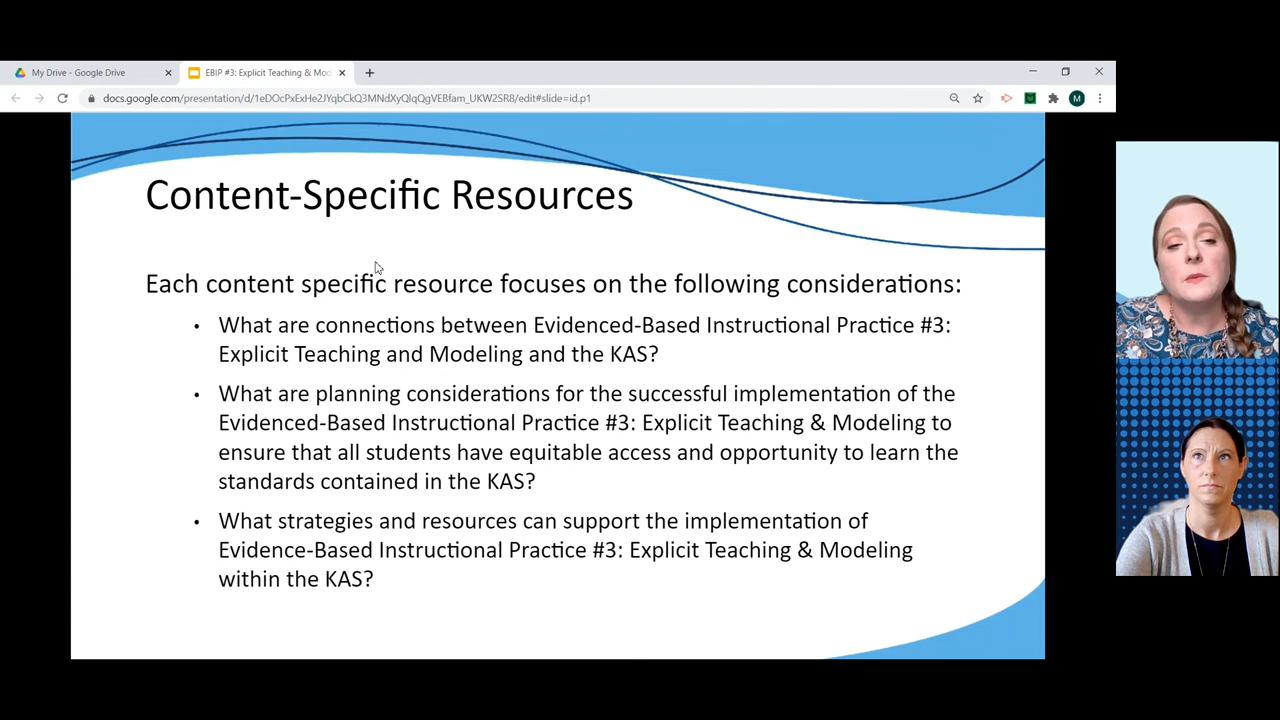 My Drive - Google Drive
EBIP #3: Explicit Teaching & Mod
docs.google.com/presentation/d/1eDOcPxExHe2JYqbCkQ3MNdXyQlqQgVEBfam_UKW2SR8/edit#slide=id.p1
M
Content-Specific Resources
Each content specific resource focuses on the following considerations:
• What are connections between Evidenced-Based Instructional Practice #3:
Explicit Teaching and Modeling and the KAS?
• What are planning considerations for the successful implementation of the
Evidenced-Based Instructional Practice #3: Explicit Teaching & Modeling to
ensure that all students have equitable access and opportunity to learn the
standards contained in the KAS?
• What strategies and resources can support the implementation of
Evidence-Based Instructional Practice #3: Explicit Teaching & Modeling
within the KAS?